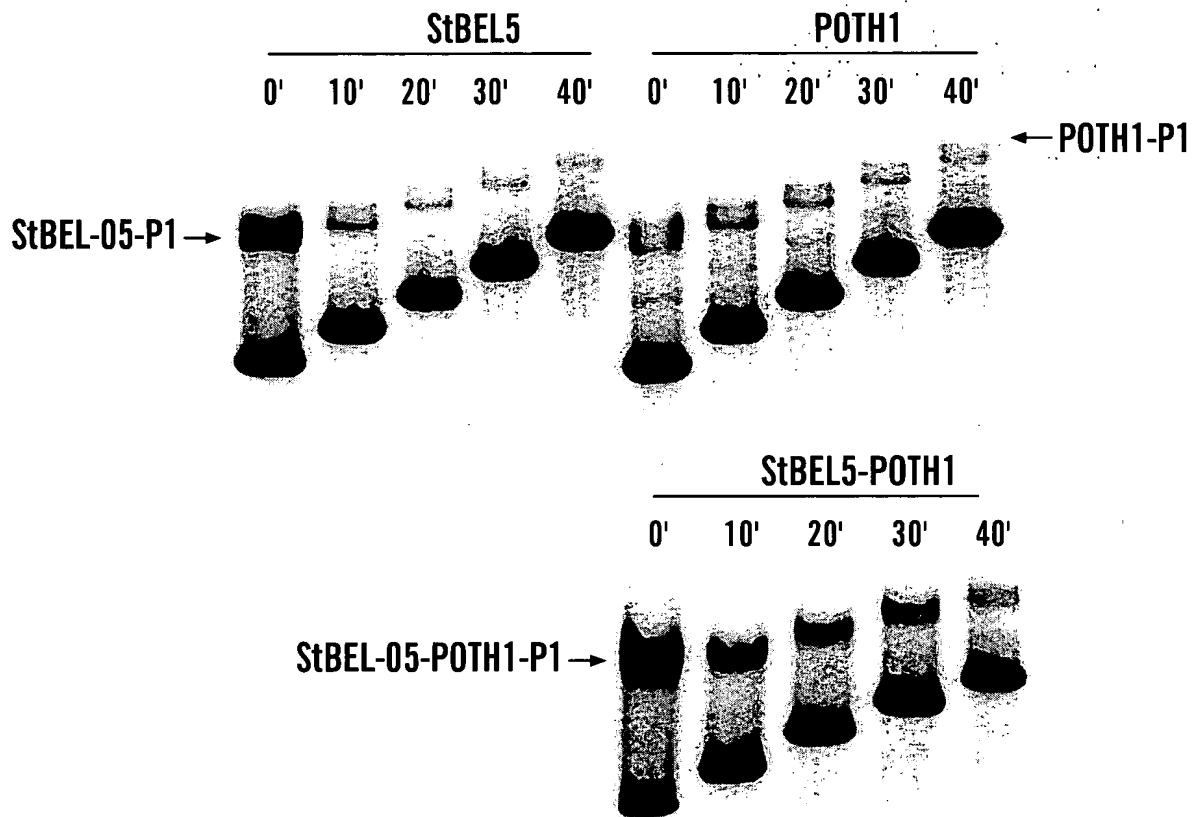 StBEL5 POTH1
0' 10' 20' 30' 40' 0' 10' 20' 30' 40'
POTH1-P1
StBEL-05-P1
StBEL5-POTH1
0' 10' 20' 30' 40'
StBEL-05-POTH1-P1